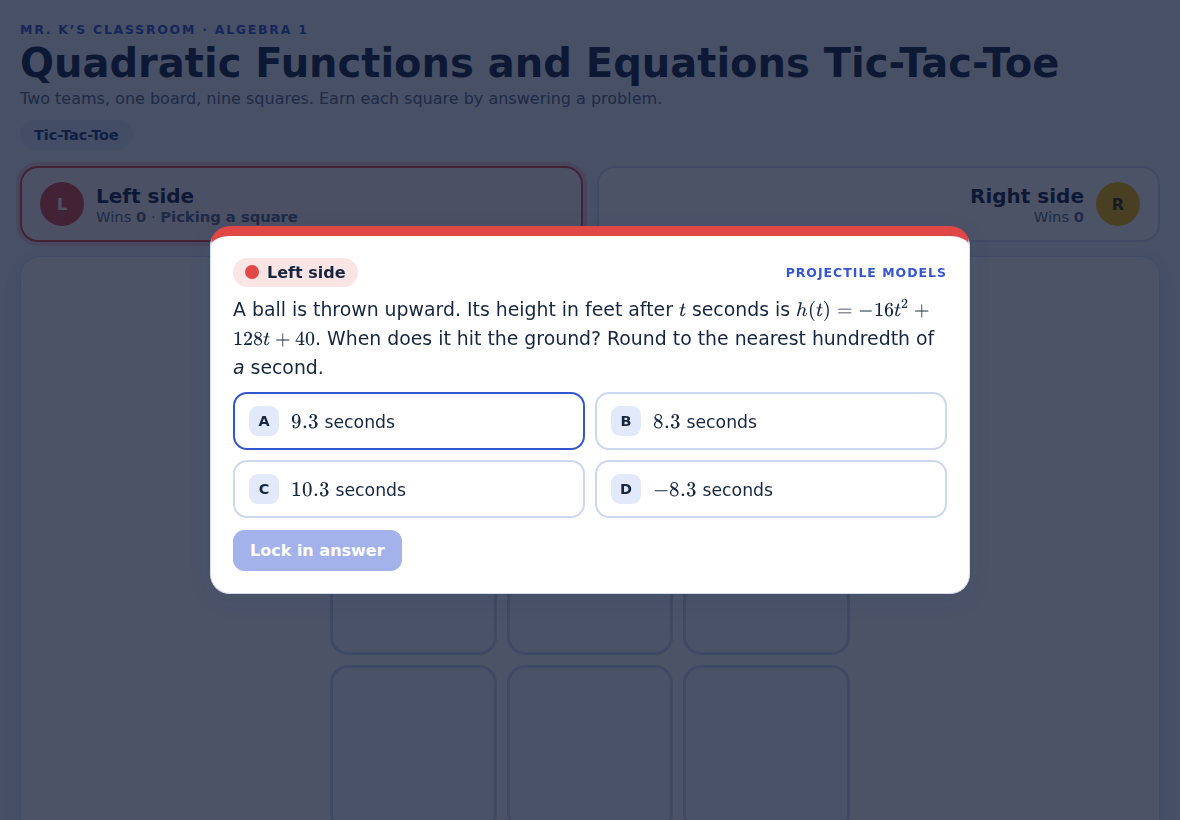 MR. K’S CLASSROOM · ALGEBRA 1
Quadratic Functions and Equations Tic-Tac-Toe
Two teams, one board, nine squares. Earn each square by answering a problem.
Tic-Tac-Toe
L
Left side
Wins 0 · Picking a square
Right side
Wins 0
R
Left side
PROJECTILE MODELS
A ball is thrown upward. Its height in feet after t seconds is h(t) = −16t² +
128t + 40. When does it hit the ground? Round to the nearest hundredth of
a second.
A 9.3 seconds
B 8.3 seconds
C 10.3 seconds
D −8.3 seconds
Lock in answer